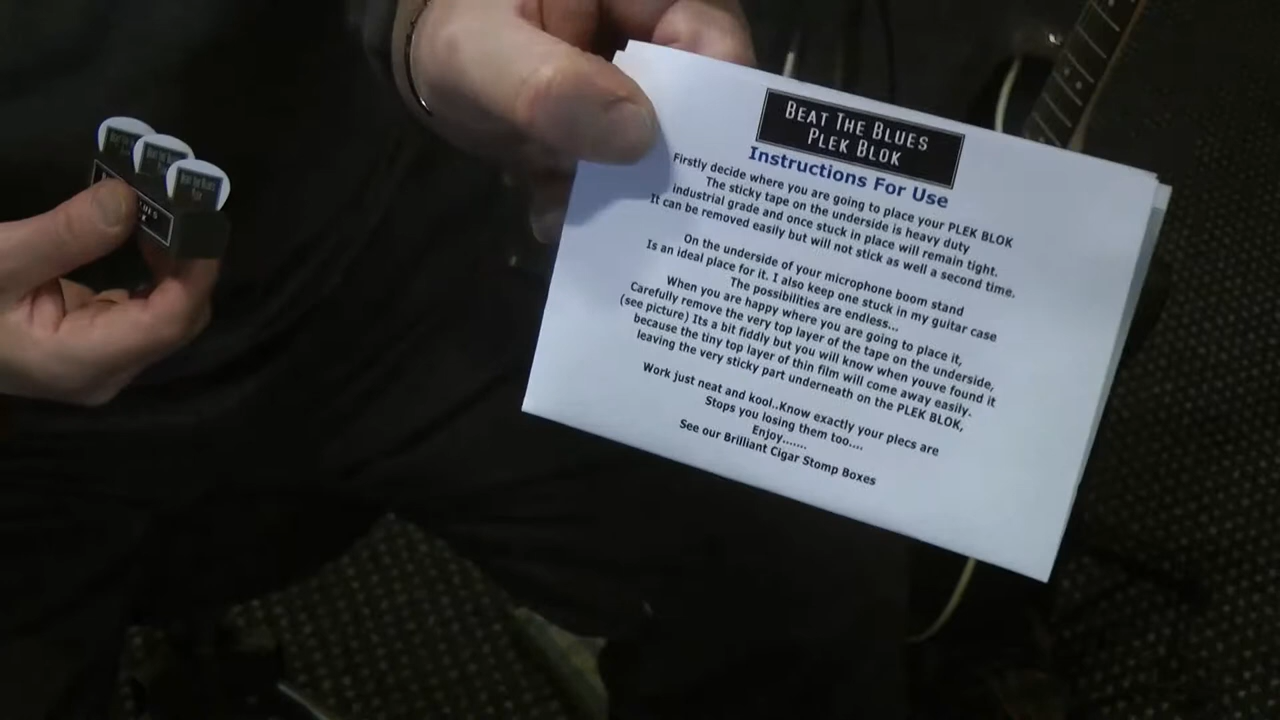 BEAT THE BLUES
PLEK BLOK
Instructions For Use
Firstly decide where you are going to place your PLEK BLOK
The sticky tape on the underside is heavy duty
industrial grade and once stuck in place will remain tight.
It can be removed easily but will not stick as well a second time.
On the underside of your microphone boom stand
Is an ideal place for it. I also keep one stuck in my guitar case
The possibilities are endless...
When you are happy where you are going to place it,
Carefully remove the very top layer of the tape on the underside,
(see picture) Its a bit fiddly but you will know when youve found it
because the tiny top layer of thin film will come away easily.
leaving the very sticky part underneath on the PLEK BLOK,
Work just neat and kool..Know exactly your plecs are
Stops you losing them too....
Enjoy.......
See our Brilliant Cigar Stomp Boxes
BEAT THE BLUES